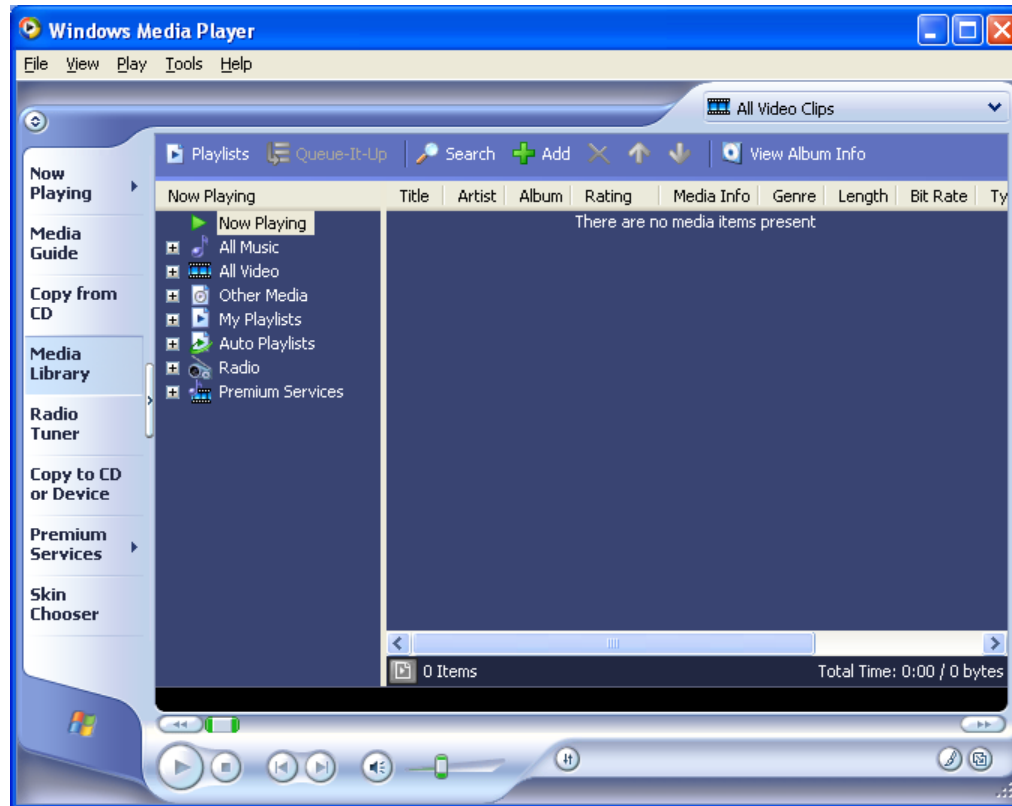 Windows Media Player
File View Play Tools Help
All Video Clips
Now Playing
Media Guide
Copy from CD
Media Library
Radio Tuner
Copy to CD or Device
Premium Services
Skin Chooser
Playlists Queue-It-Up Search Add View Album Info
Now Playing Title Artist Album Rating Media Info Genre Length Bit Rate Ty
Now Playing
There are no media items present
All Music
All Video
Other Media
My Playlists
Auto Playlists
Radio
Premium Services
0 Items Total Time: 0:00 / 0 bytes